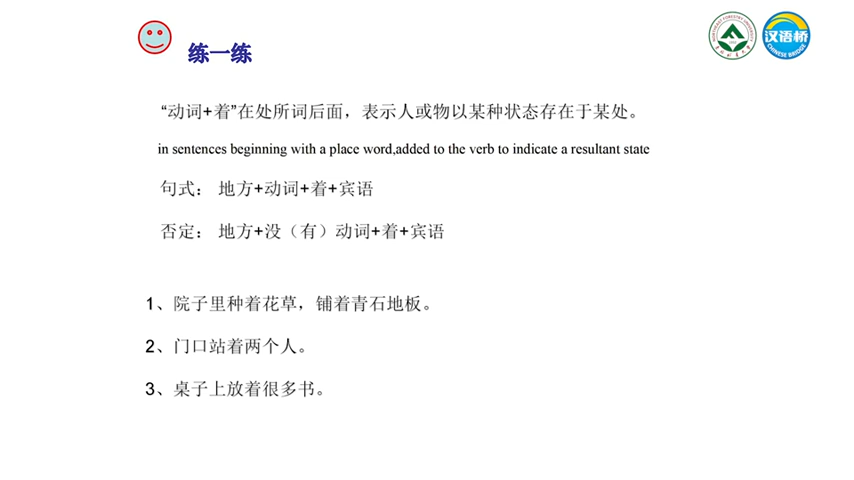 练一练
汉语桥
CHINESE BRIDGE
“动词+着”在处所词后面，表示人或物以某种状态存在于某处。
in sentences beginning with a place word,added to the verb to indicate a resultant state
句式： 地方+动词+着+宾语
否定： 地方+没（有）动词+着+宾语
1、院子里种着花草，铺着青石地板。
2、门口站着两个人。
3、桌子上放着很多书。